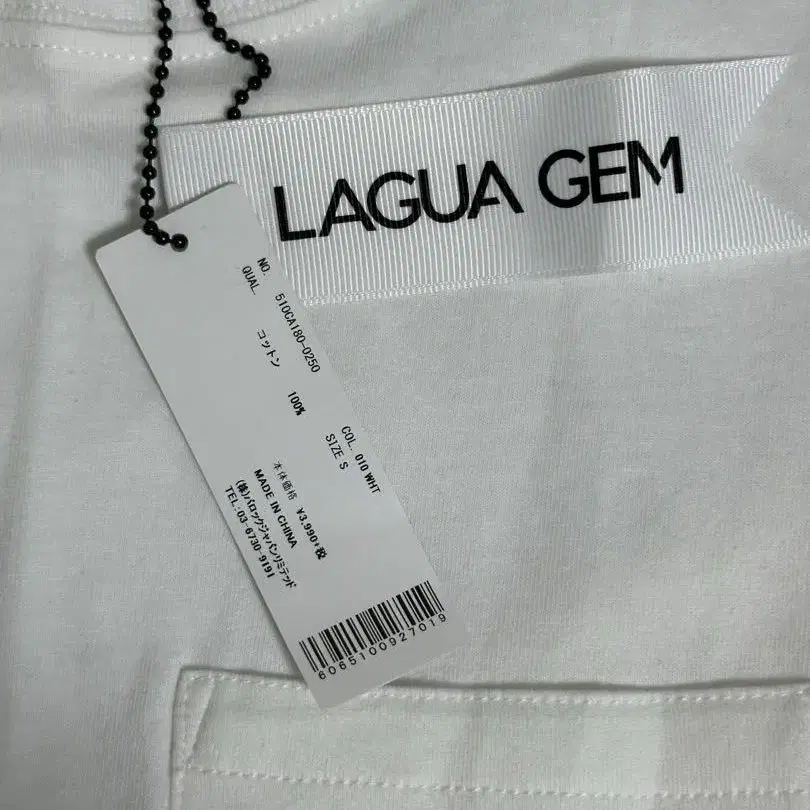 LAGUA GEM
NO. 510CA180-0250
QUAL.
コットン 100%
COL. 010 WHT
SIZE S
本体価格 ¥3,990+税
MADE IN CHINA
(株)バロックジャパンリミテッド
TEL:03-6730-9191
6065100927019